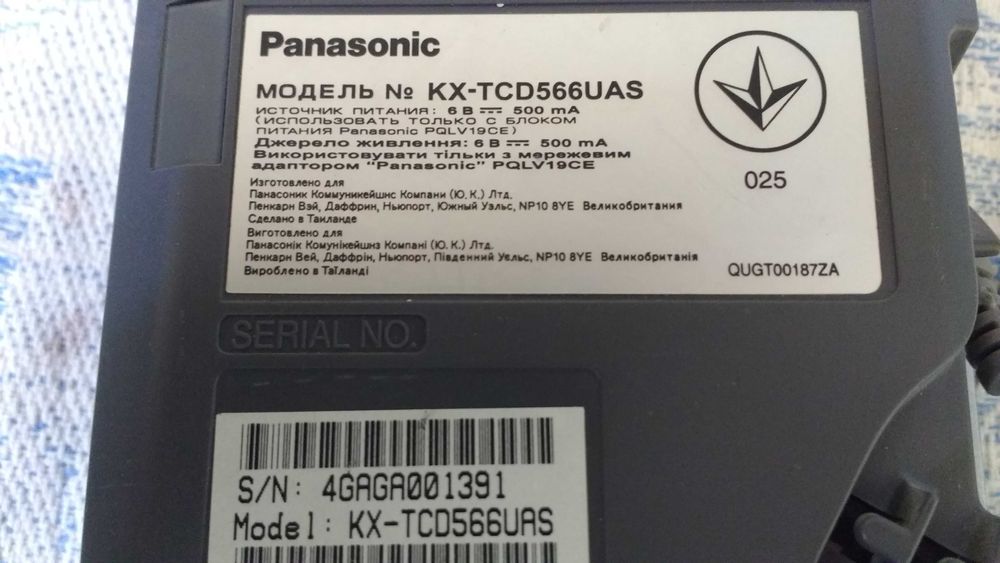 Panasonic
МОДЕЛЬ № KX-TCD566UAS
ИСТОЧНИК ПИТАНИЯ: 6 В ⎓ 500 mA
(ИСПОЛЬЗОВАТЬ ТОЛЬКО С БЛОКОМ
ПИТАНИЯ Panasonic PQLV19CE)
Джерело живлення: 6 В ⎓ 500 mA
Використовувати тільки з мережевим
адаптором "Panasonic" PQLV19CE
Изготовлено для
Панасоник Коммуникейшнс Компани (Ю. К.) Лтд.
Пенкарн Вэй, Даффрин, Ньюпорт, Южный Уэльс, NP10 8YE Великобритания
Сделано в Таиланде
Виготовлено для
Панасонік Комунікейшнз Компані (Ю. К.) Лтд.
Пенкарн Вей, Даффрін, Ньюпорт, Південний Уельс, NP10 8YE Великобританія
Вироблено в Таїланді
025
QUGT00187ZA
SERIAL NO.
S/N: 4GAGA001391
Model: KX-TCD566UAS